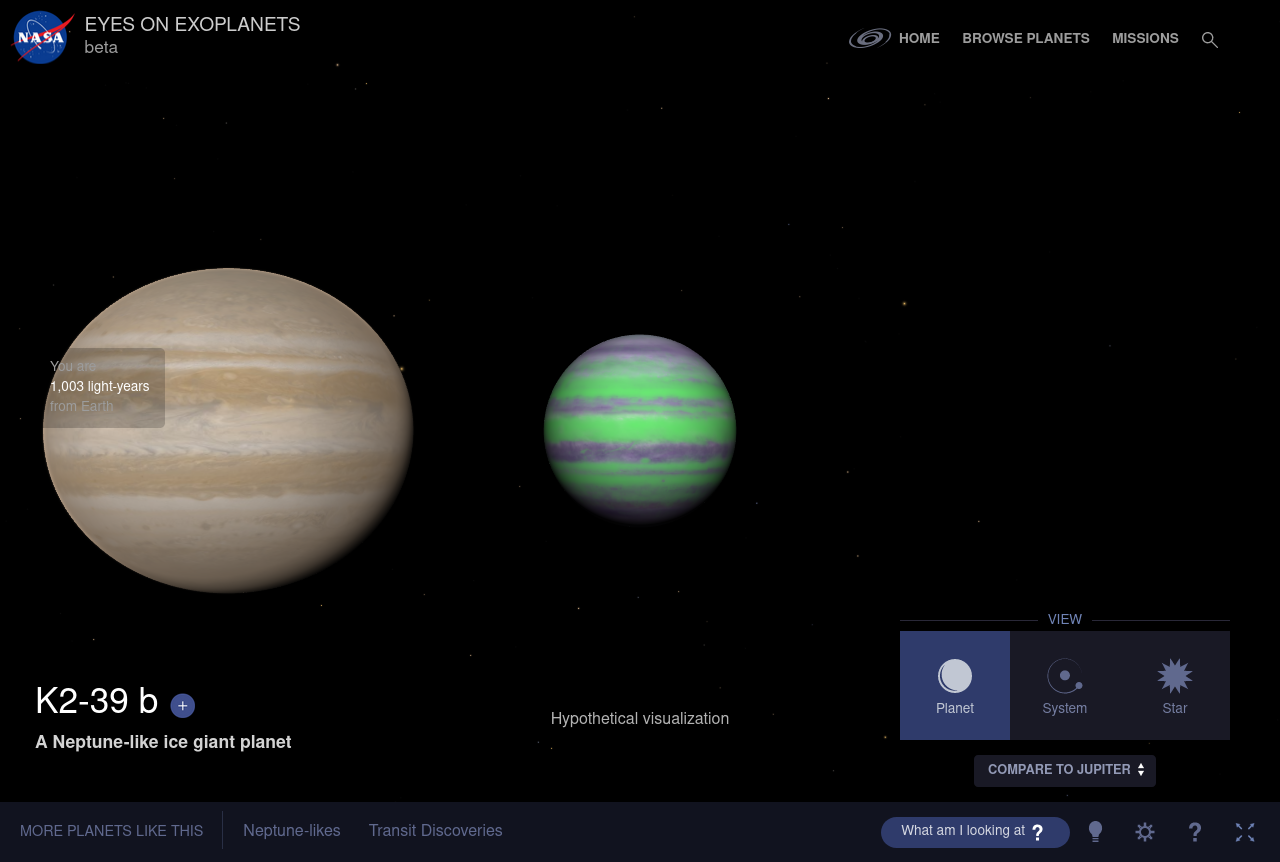 NASA
EYES ON EXOPLANETS
beta
HOME
BROWSE PLANETS
MISSIONS
You are
1,003 light-years
from Earth
K2-39 b +
A Neptune-like ice giant planet
Hypothetical visualization
VIEW
Planet
System
Star
COMPARE TO JUPITER
MORE PLANETS LIKE THIS
Neptune-likes
Transit Discoveries
What am I looking at ?
?